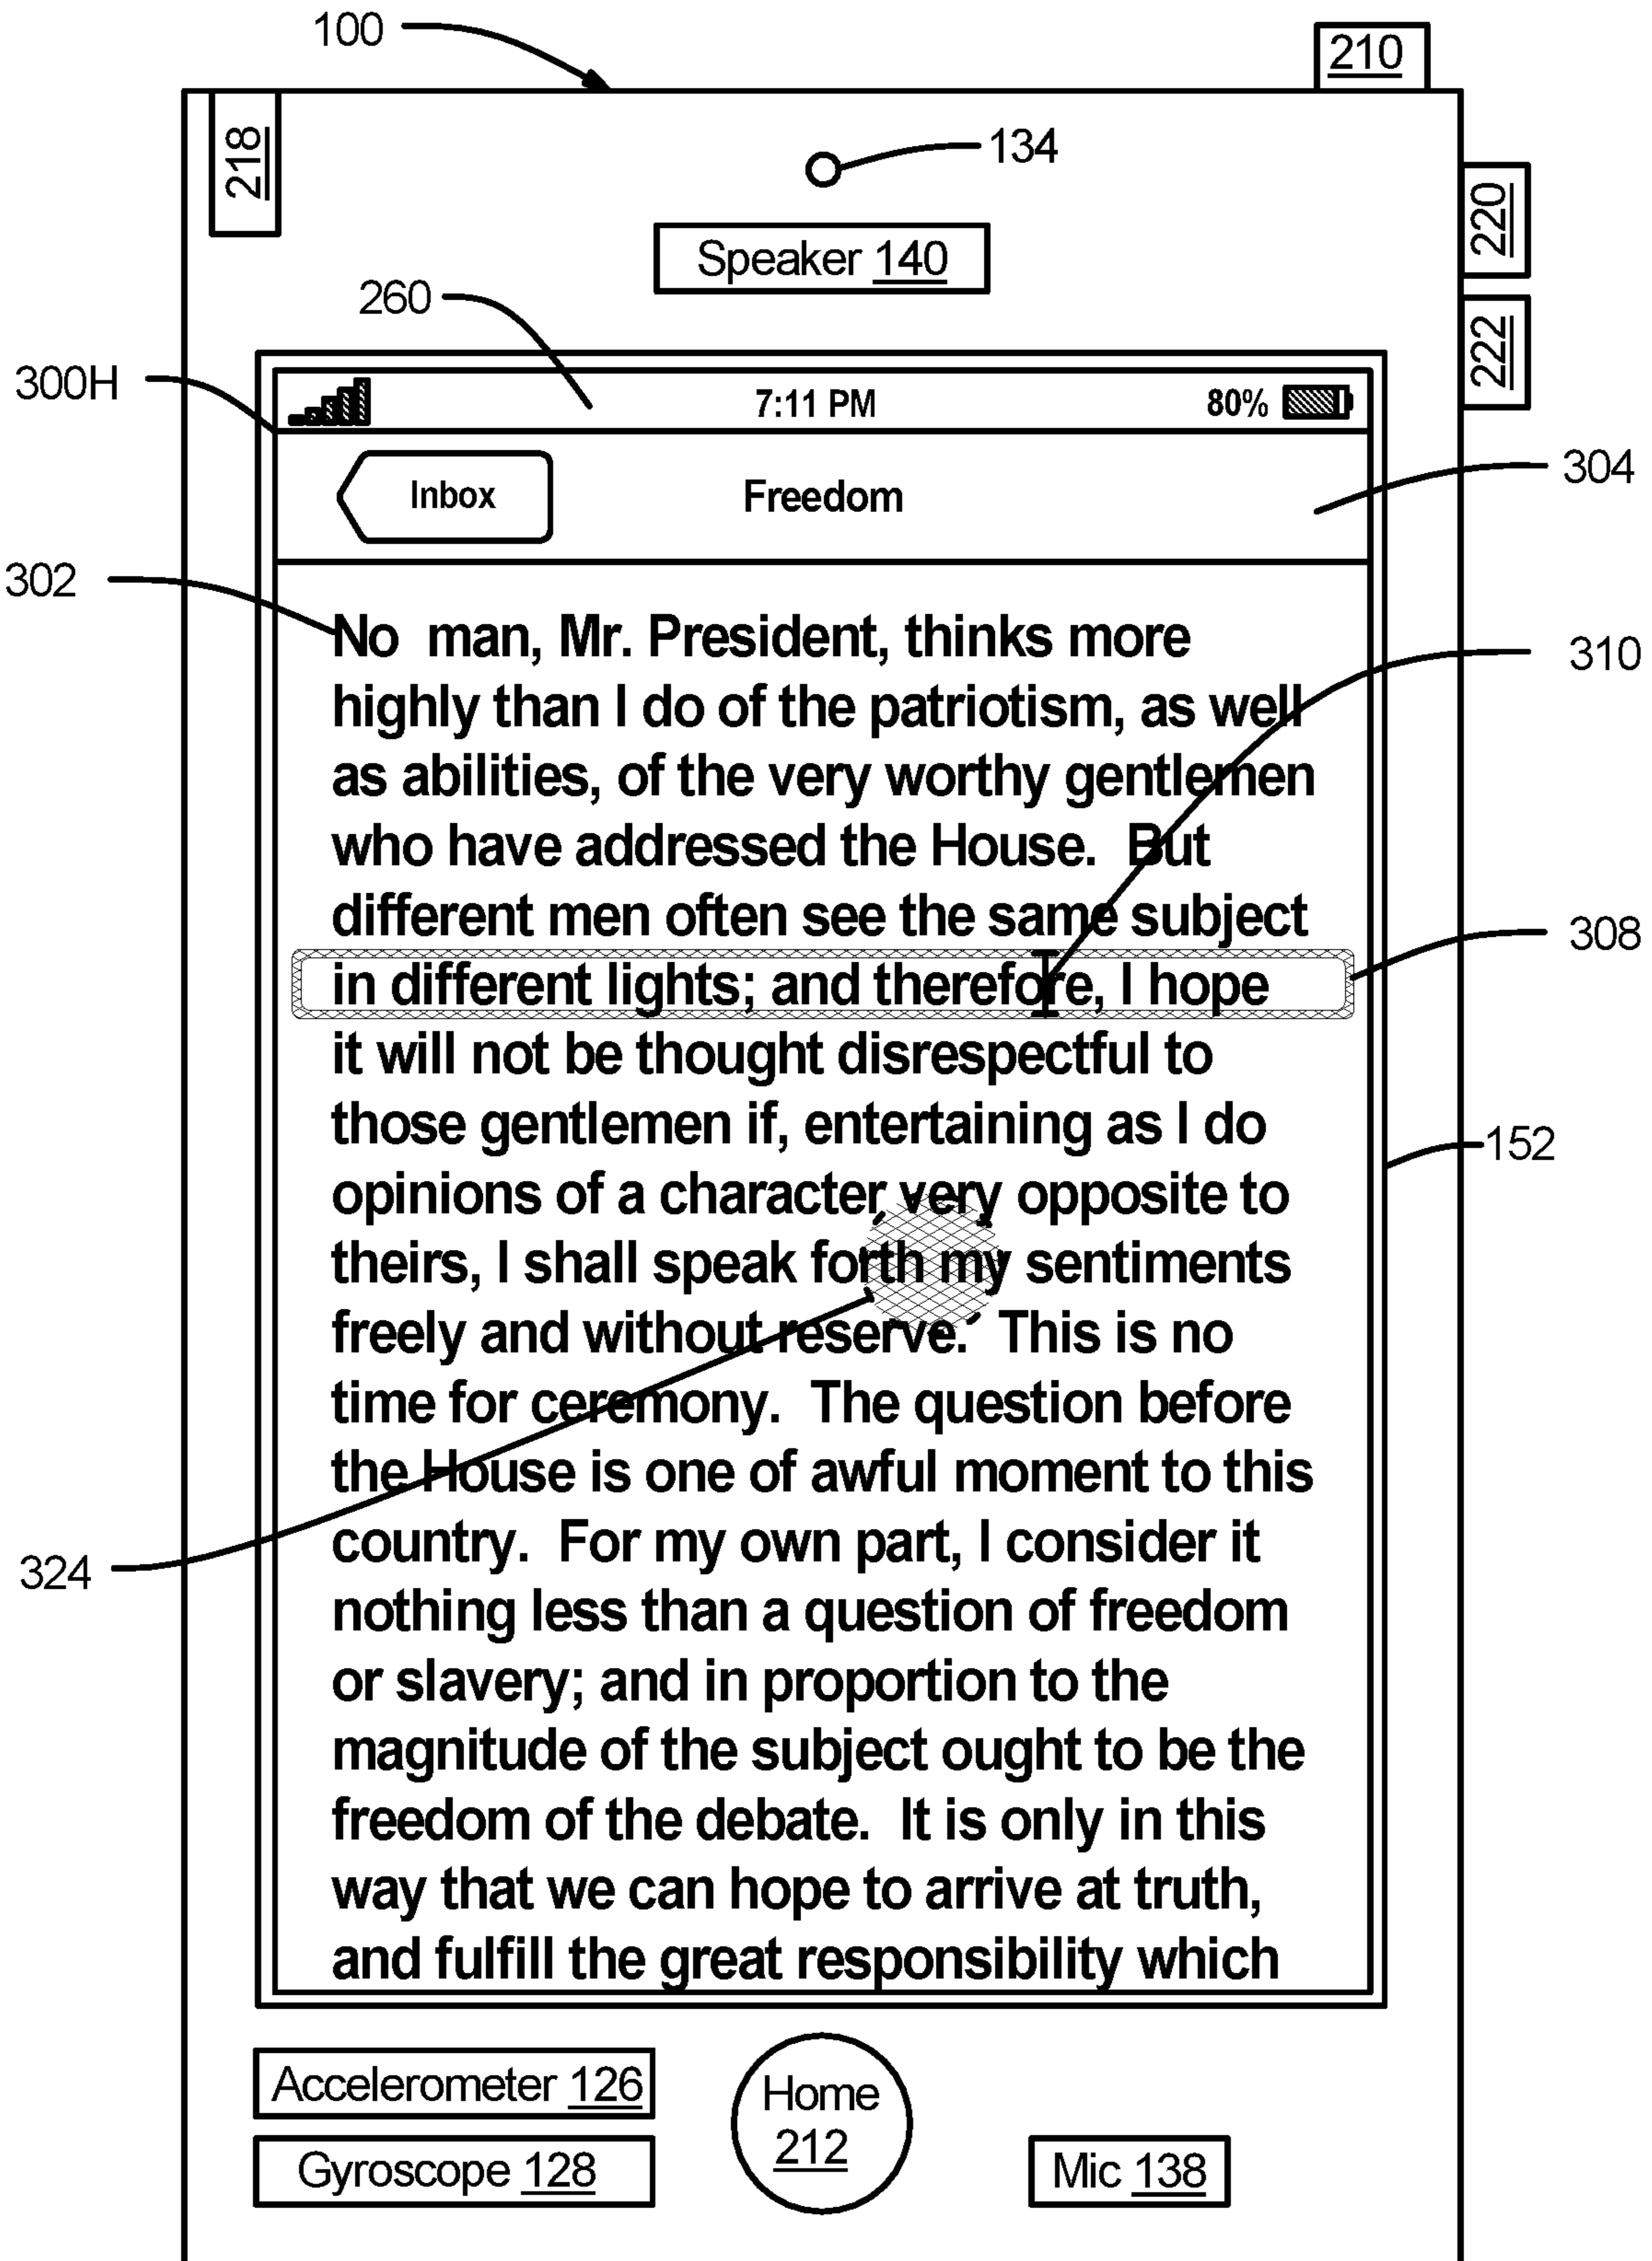 100
210
218
134
220
Speaker 140
260
222
300H
7:11 PM
80%
304
Inbox
Freedom
302
No  man, Mr. President, thinks more
310
highly than I do of the patriotism, as well
as abilities, of the very worthy gentlemen
who have addressed the House.  But
different men often see the same subject
308
in different lights; and therefore, I hope
it will not be thought disrespectful to
those gentlemen if, entertaining as I do
152
opinions of a character very opposite to
theirs, I shall speak forth my sentiments
freely and without reserve.  This is no
time for ceremony.  The question before
the House is one of awful moment to this
country.  For my own part, I consider it
324
nothing less than a question of freedom
or slavery; and in proportion to the
magnitude of the subject ought to be the
freedom of the debate.  It is only in this
way that we can hope to arrive at truth,
and fulfill the great responsibility which
Accelerometer 126
Home
212
Gyroscope 128
Mic 138